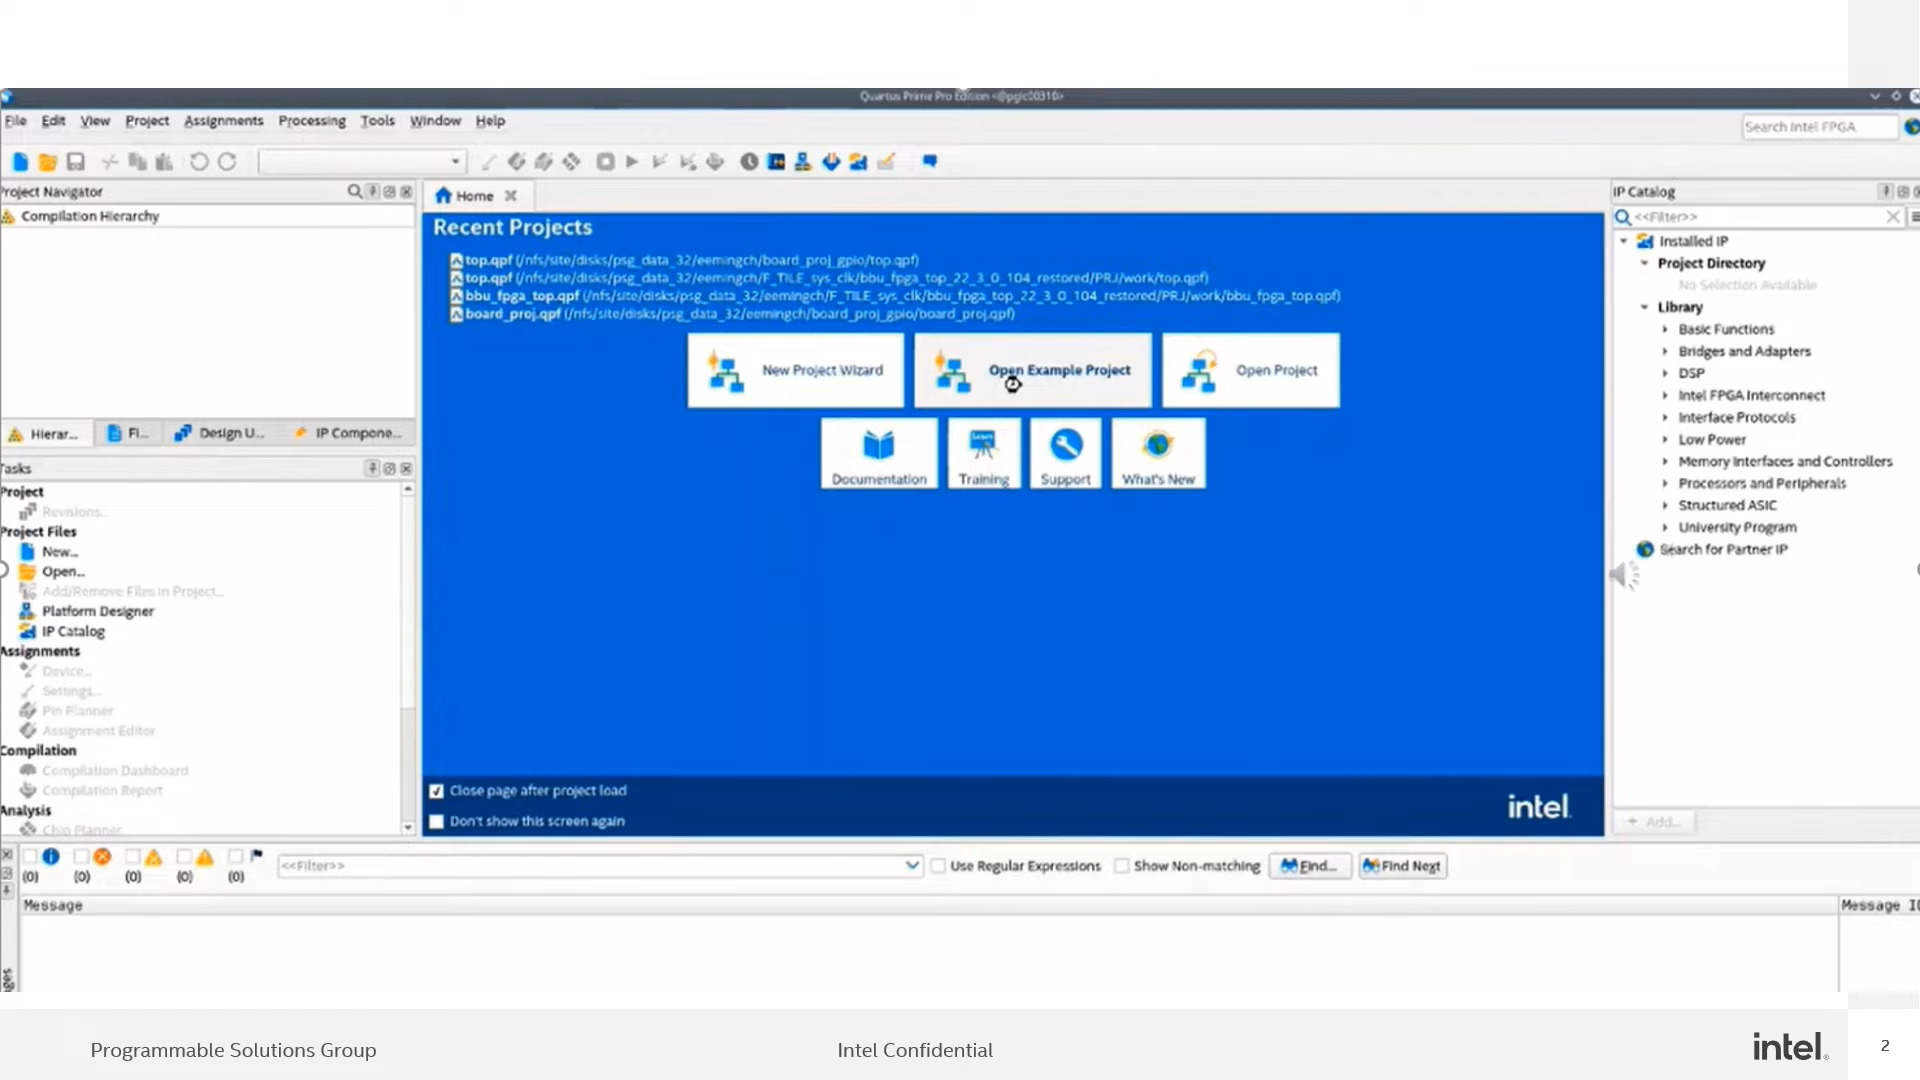 Quartus Prime Pro Edition <@pglc00310>
File Edit View Project Assignments Processing Tools Window Help
Search Intel FPGA
Project Navigator
Compilation Hierarchy
Hierar... Fi... Design U... IP Compone...
Tasks
Project
Revisions...
Project Files
New...
Open...
Add/Remove Files in Project...
Platform Designer
IP Catalog
Assignments
Device...
Settings...
Pin Planner
Assignment Editor
Compilation
Compilation Dashboard
Compilation Report
Analysis
Chip Planner
Home
Recent Projects
top.qpf (/nfs/site/disks/psg_data_32/eemingch/board_proj_gpio/top.qpf)
top.qpf (/nfs/site/disks/psg_data_32/eemingch/F_TILE_sys_clk/bbu_fpga_top_22_3_0_104_restored/PRJ/work/top.qpf)
bbu_fpga_top.qpf (/nfs/site/disks/psg_data_32/eemingch/F_TILE_sys_clk/bbu_fpga_top_22_3_0_104_restored/PRJ/work/bbu_fpga_top.qpf)
board_proj.qpf (/nfs/site/disks/psg_data_32/eemingch/board_proj_gpio/board_proj.qpf)
New Project Wizard
Open Example Project
Open Project
Documentation
Learn
Training
Support
What's New
Close page after project load
Don't show this screen again
intel.
IP Catalog
<<Filter>>
Installed IP
Project Directory
No Selection Available
Library
Basic Functions
Bridges and Adapters
DSP
Intel FPGA Interconnect
Interface Protocols
Low Power
Memory Interfaces and Controllers
Processors and Peripherals
Structured ASIC
University Program
Search for Partner IP
+ Add...
(0) (0) (0) (0) (0)
<<Filter>>
Use Regular Expressions
Show Non-matching
Find...
Find Next
Message
Message ID
Programmable Solutions Group
Intel Confidential
intel.
2